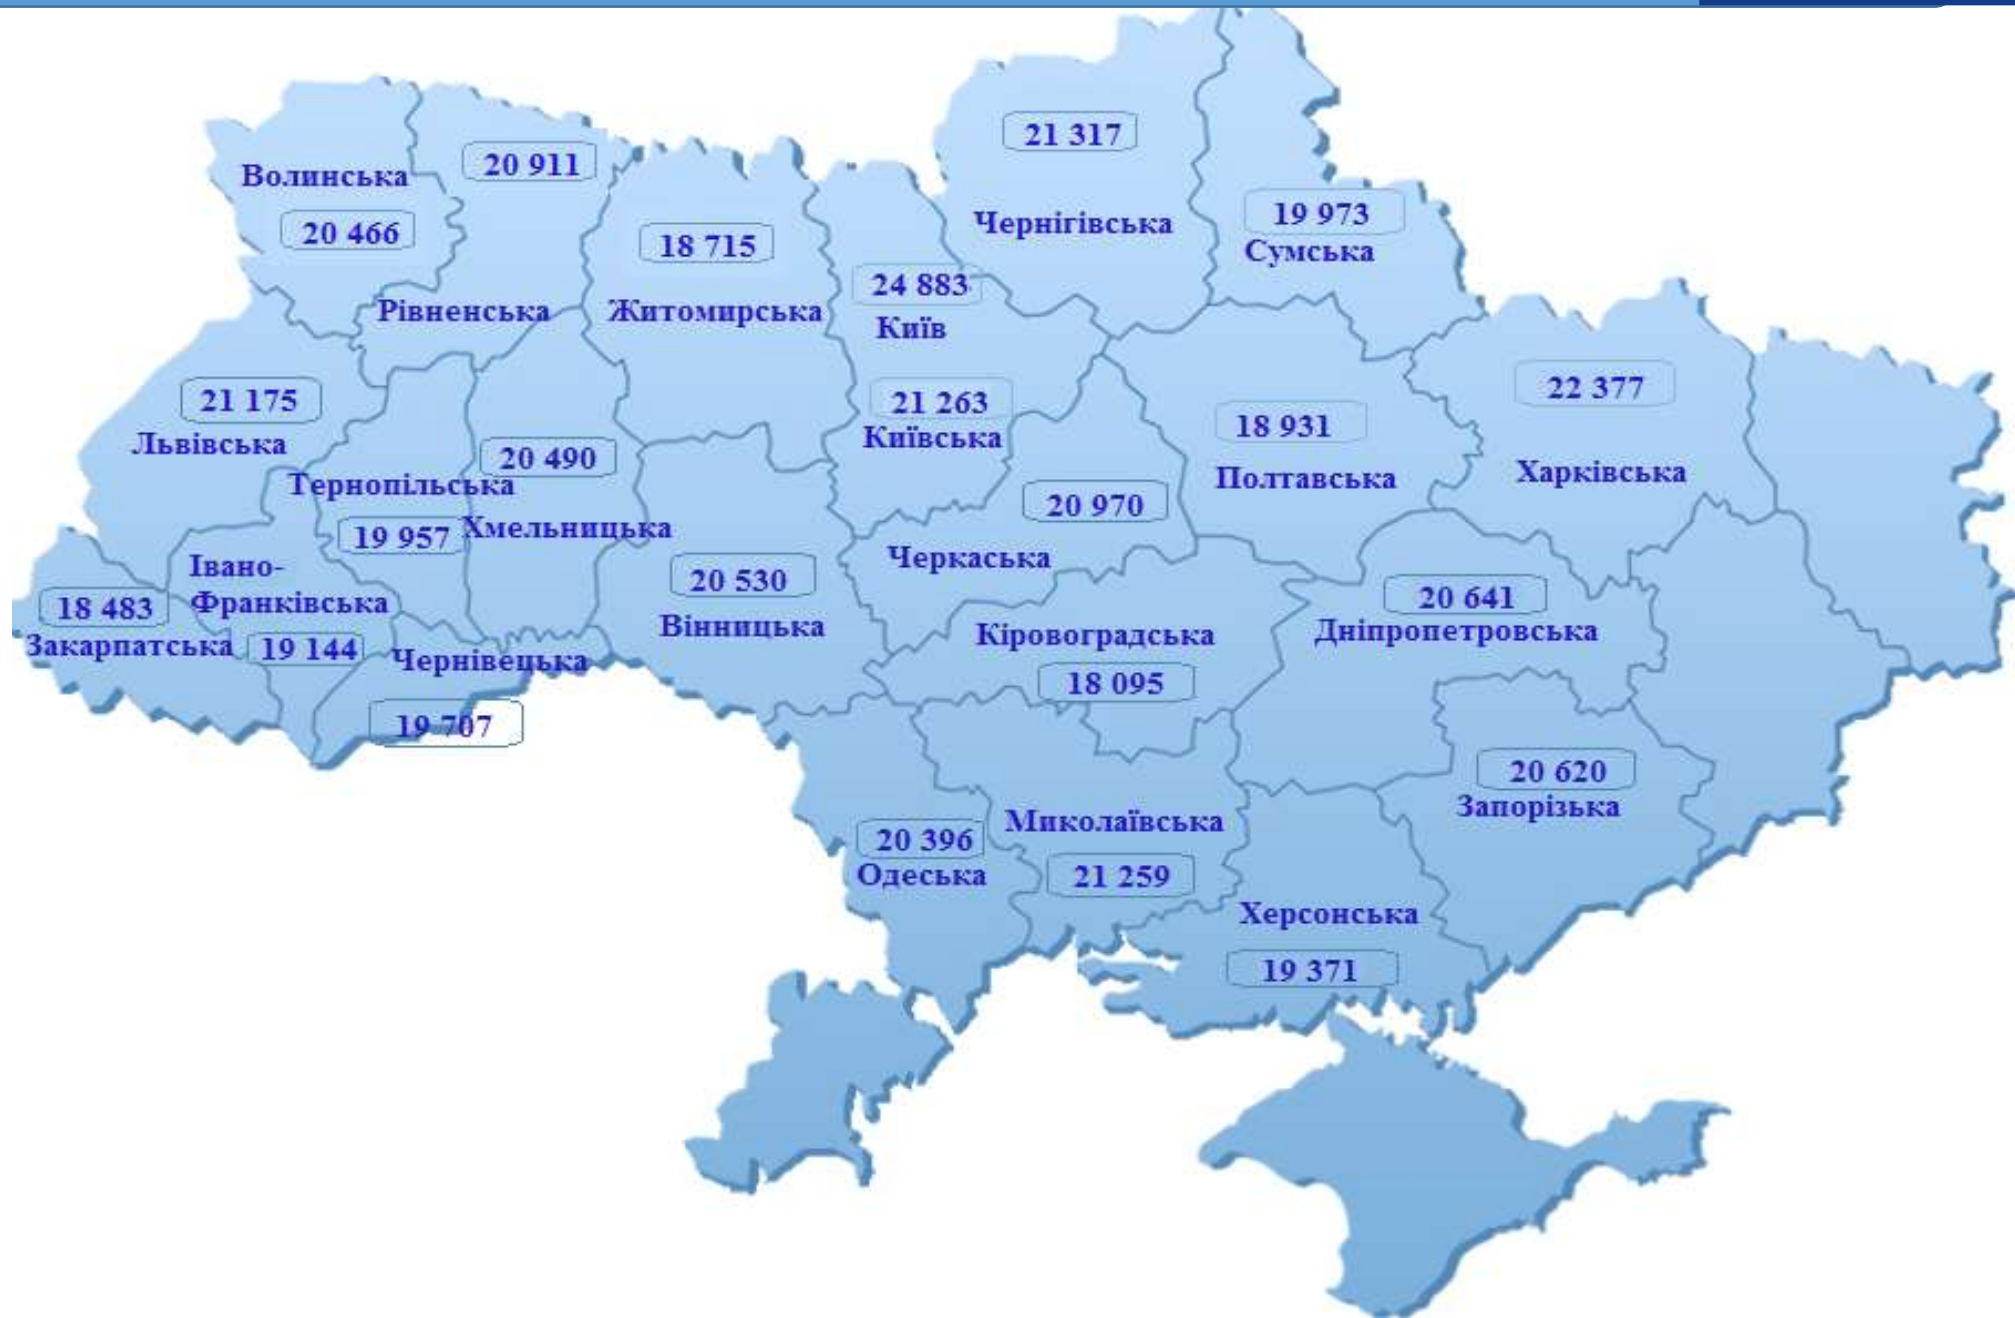 21 317
Чернігівська
20 911
Волинська
20 466
Рівненська
18 715
Житомирська
19 973
Сумська
24 883
Київ
21 263
Київська
21 175
Львівська
22 377
Харківська
18 931
Полтавська
20 490
Хмельницька
Тернопільська
19 957
20 970
Черкаська
20 530
Вінницька
Івано-
Франківська
19 144
18 483
Закарпатська
Чернівецька
19 707
20 641
Дніпропетровська
Кіровоградська
18 095
20 620
Запорізька
Миколаївська
21 259
20 396
Одеська
Херсонська
19 371